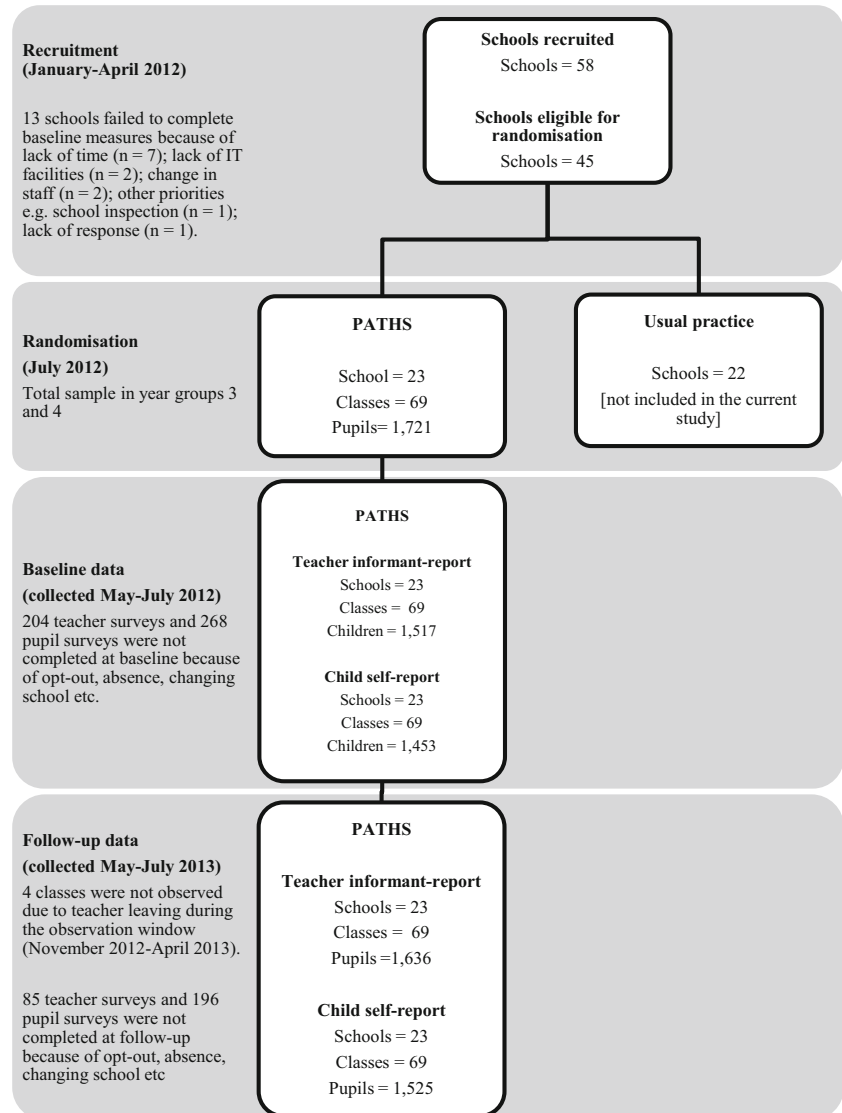 Recruitment
(January-April 2012)
13 schools failed to complete
baseline measures because of
lack of time (n = 7); lack of IT
facilities (n = 2); change in
staff (n = 2); other priorities
e.g. school inspection (n = 1);
lack of response (n = 1).
Schools recruited
Schools = 58
Schools eligible for
randomisation
Schools = 45
Randomisation
(July 2012)
Total sample in year groups 3
and 4
PATHS
School = 23
Classes = 69
Pupils= 1,721
Usual practice
Schools = 22
[not included in the current
study]
Baseline data
(collected May-July 2012)
204 teacher surveys and 268
pupil surveys were not
completed at baseline because
of opt-out, absence, changing
school etc.
PATHS
Teacher informant-report
Schools = 23
Classes = 69
Children = 1,517
Child self-report
Schools = 23
Classes = 69
Children = 1,453
Follow-up data
(collected May-July 2013)
4 classes were not observed
due to teacher leaving during
the observation window
(November 2012-April 2013).
85 teacher surveys and 196
pupil surveys were not
completed at follow-up
because of opt-out, absence,
changing school etc
PATHS
Teacher informant-report
Schools = 23
Classes = 69
Pupils =1,636
Child self-report
Schools = 23
Classes = 69
Pupils = 1,525